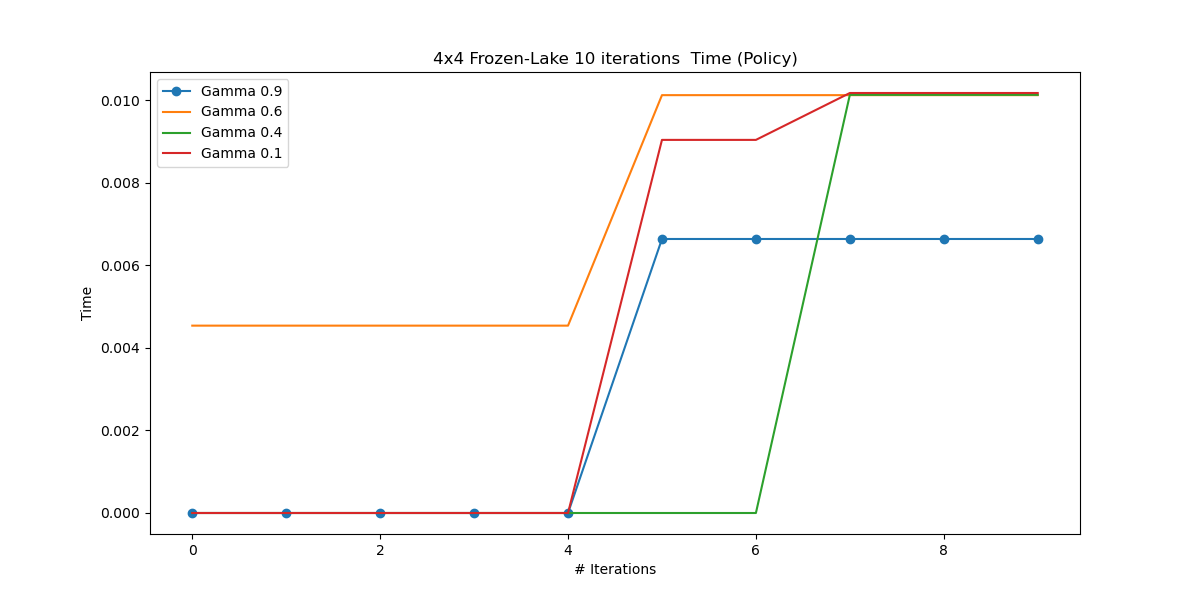 4x4 Frozen-Lake 10 iterations  Time (Policy)
Gamma 0.9
Gamma 0.6
Gamma 0.4
Gamma 0.1
Time
0.010
0.008
0.006
0.004
0.002
0.000
0 2 4 6 8
# Iterations